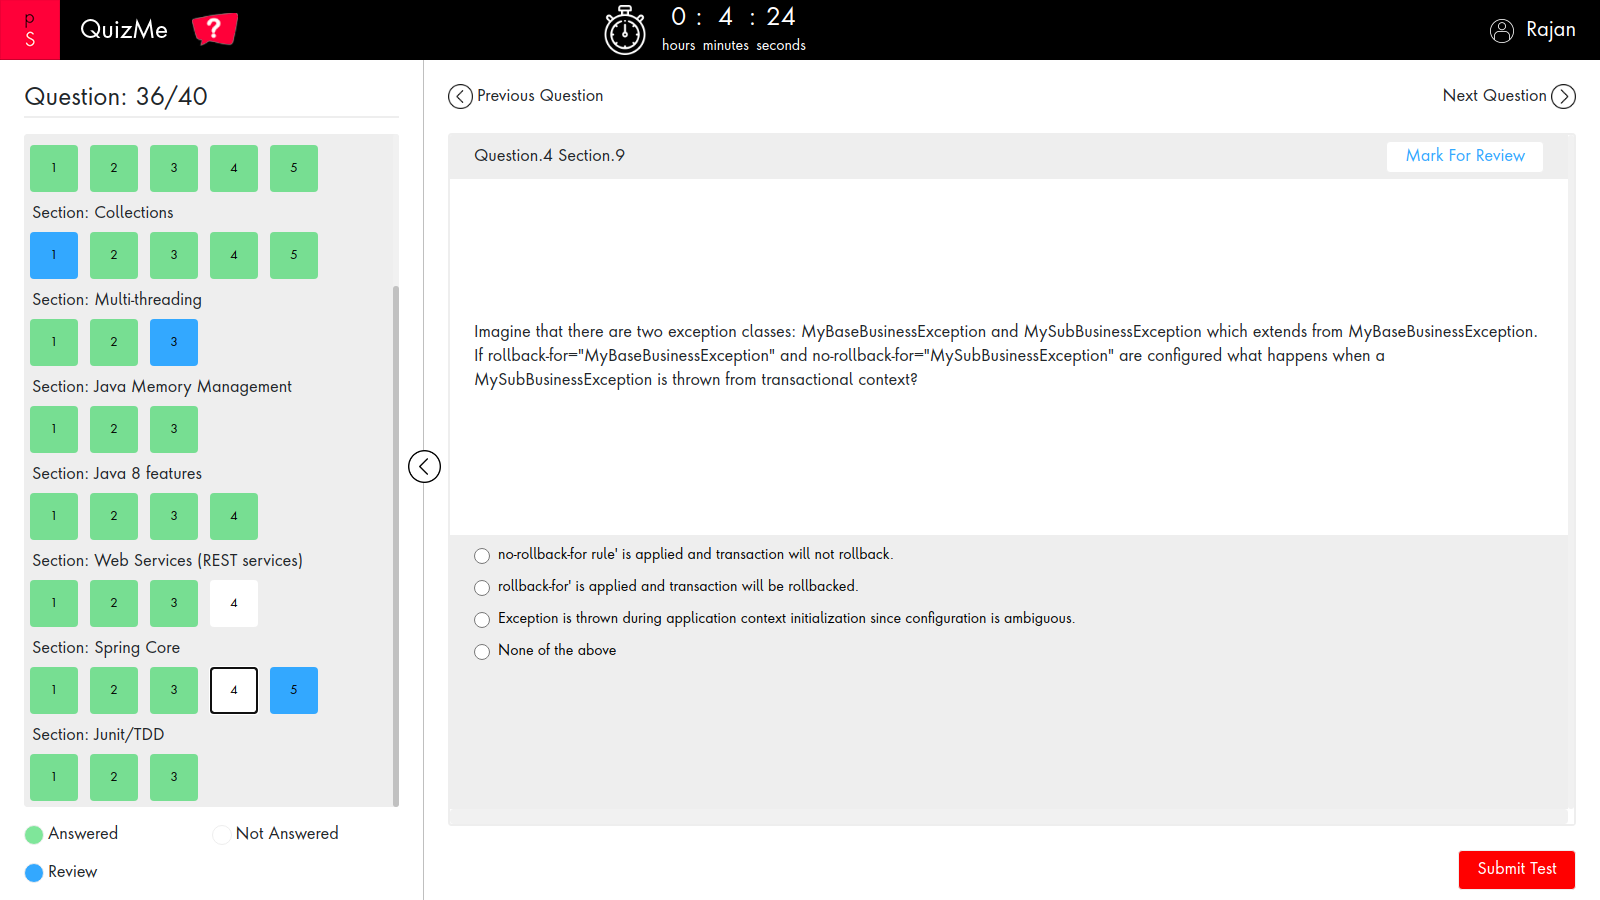 p
S
QuizMe
?
0 : 4 : 24
hours minutes seconds
Rajan
Question: 36/40
Previous Question
Next Question
Question.4 Section.9
Mark For Review
1 2 3 4 5
Section: Collections
1 2 3 4 5
Section: Multi-threading
1 2 3
Section: Java Memory Management
1 2 3
Section: Java 8 features
1 2 3 4
Section: Web Services (REST services)
1 2 3 4
Section: Spring Core
1 2 3 4 5
Section: Junit/TDD
1 2 3
Answered
Not Answered
Review
Imagine that there are two exception classes: MyBaseBusinessException and MySubBusinessException which extends from MyBaseBusinessException.
If rollback-for="MyBaseBusinessException" and no-rollback-for="MySubBusinessException" are configured what happens when a
MySubBusinessException is thrown from transactional context?
no-rollback-for rule' is applied and transaction will not rollback.
rollback-for' is applied and transaction will be rollbacked.
Exception is thrown during application context initialization since configuration is ambiguous.
None of the above
Submit Test